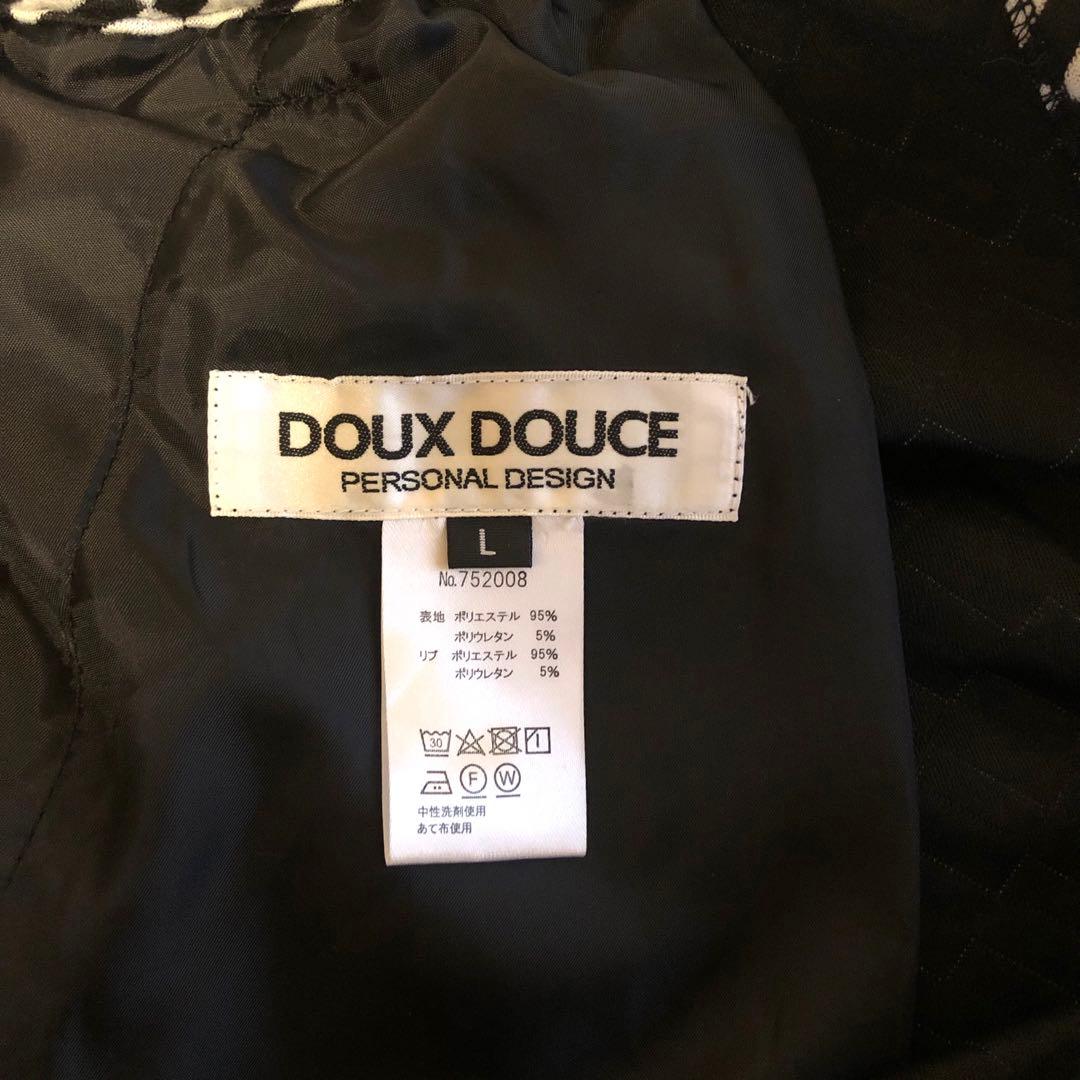 DOUX DOUCE
PERSONAL DESIGN
L
No.752008
表地 ポリエステル 95%
ポリウレタン 5%
リブ ポリエステル 95%
ポリウレタン 5%
30
F W
中性洗剤使用
あて布使用